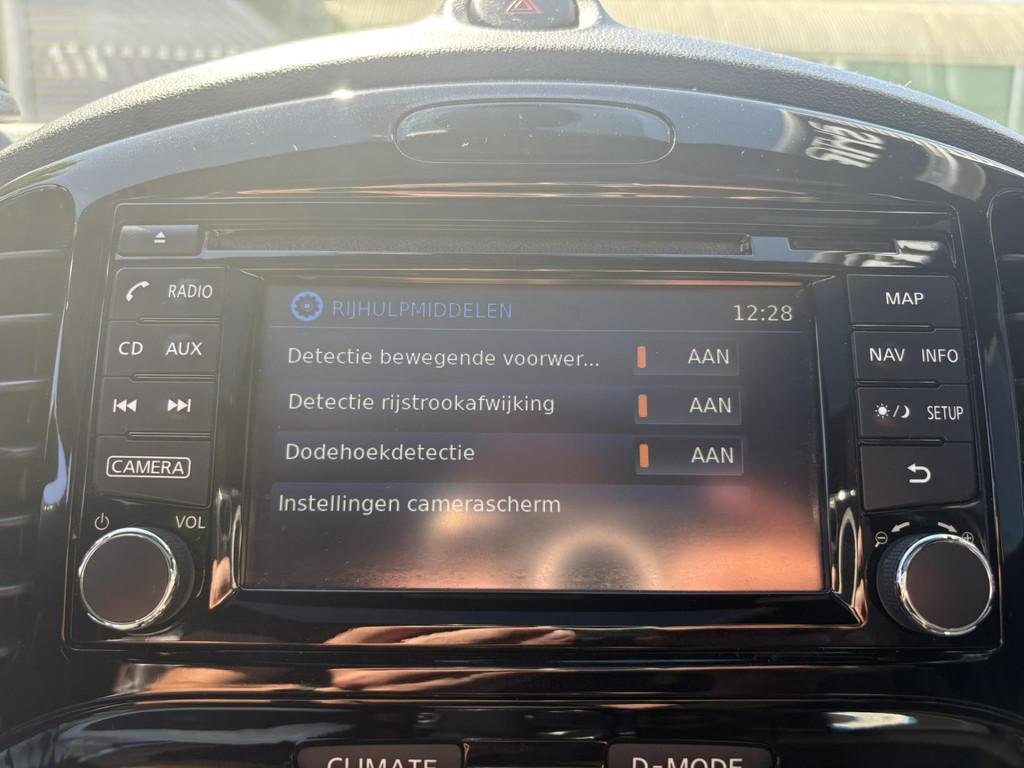 RADIO
CD AUX
CAMERA
VOL
RIJHULPMIDDELEN 12:28
Detectie bewegende voorwer... AAN
Detectie rijstrookafwijking AAN
Dodehoekdetectie AAN
Instellingen camerascherm
MAP
NAV INFO
SETUP
CLIMATE
D-MODE